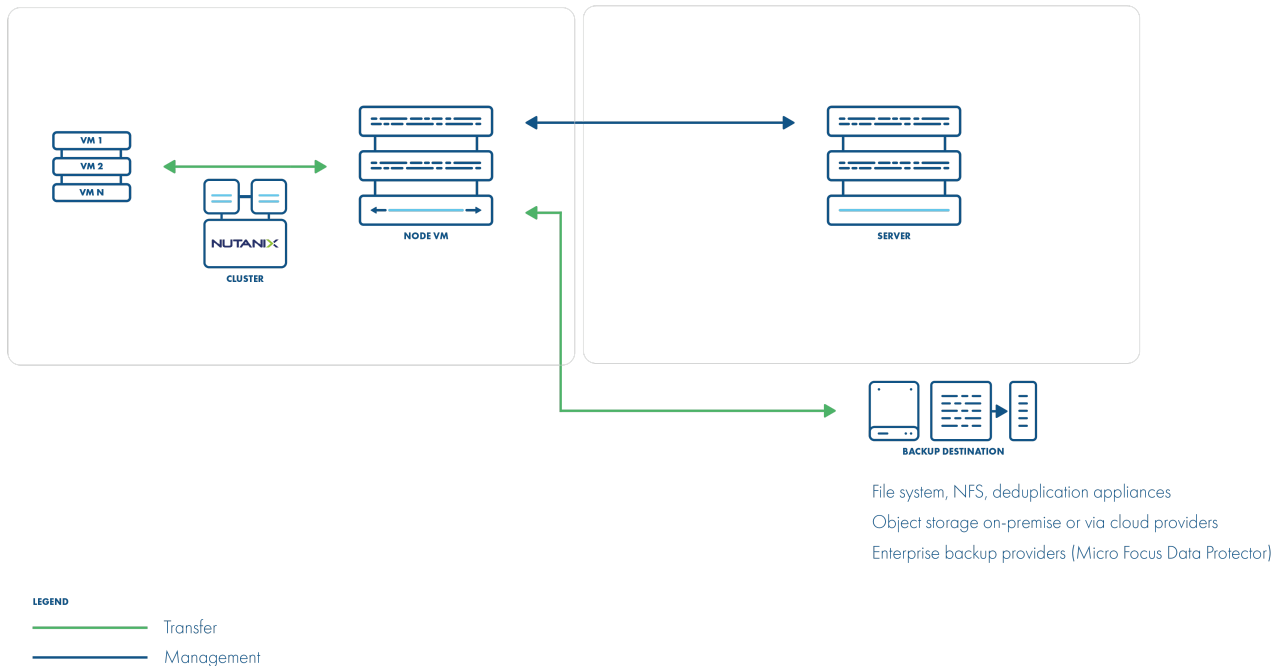 VM 1
VM 2
VM N
NUTANIX
CLUSTER
NODE VM
SERVER
BACKUP DESTINATION
File system, NFS, deduplication appliances
Object storage on-premise or via cloud providers
Enterprise backup providers (Micro Focus Data Protector)
LEGEND
Transfer
Management